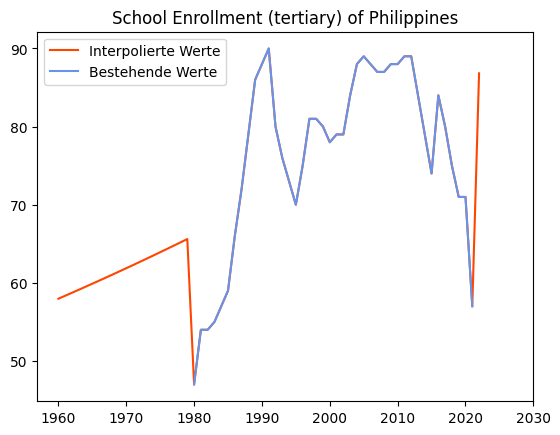 School Enrollment (tertiary) of Philippines
Interpolierte Werte
Bestehende Werte
90
80
70
60
50
1960 1970 1980 1990 2000 2010 2020 2030